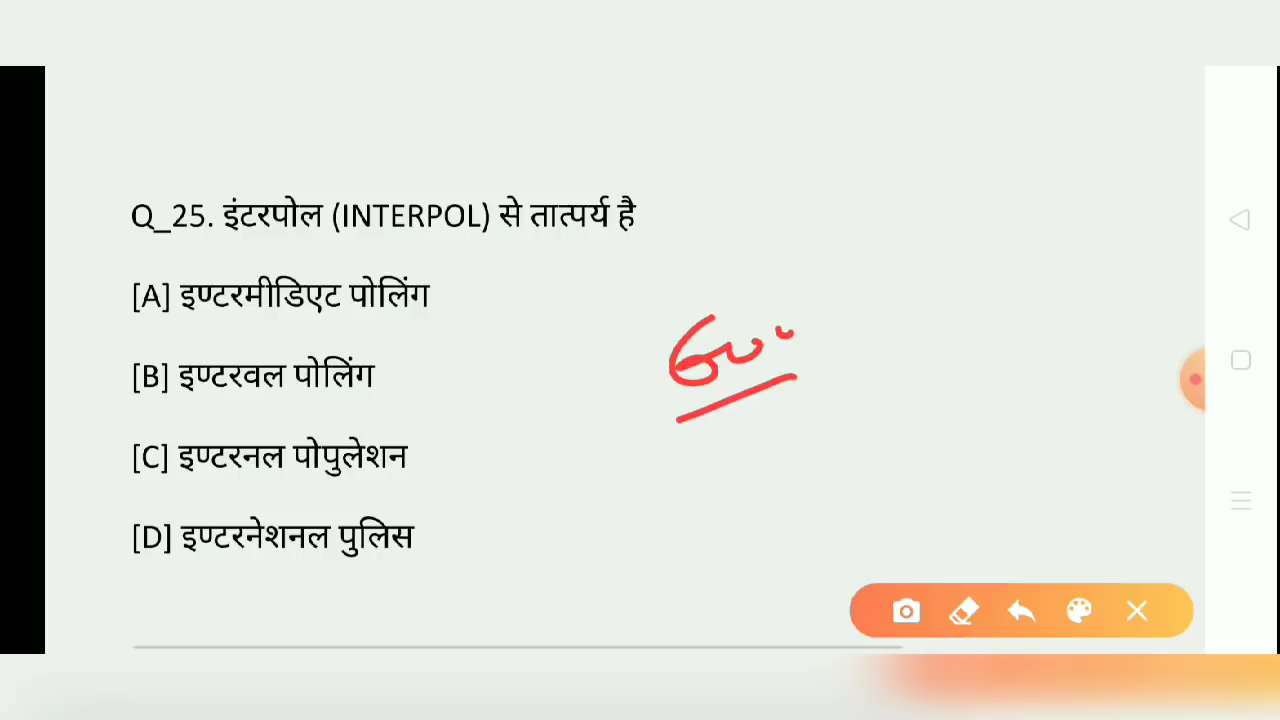 Q_25. इंटरपोल (INTERPOL) से तात्पर्य है
[A] इण्टरमीडिएट पोलिंग
[B] इण्टरवल पोलिंग
[C] इण्टरनल पोपुलेशन
[D] इण्टरनेशनल पुलिस